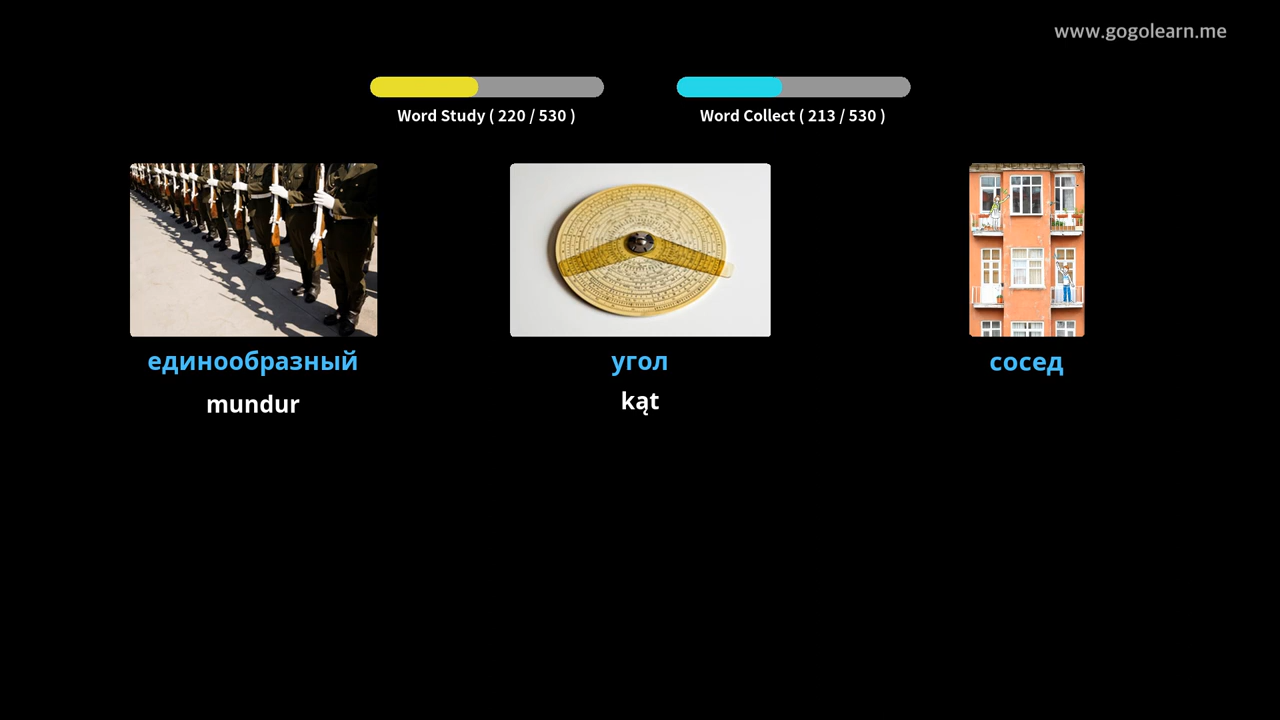 www.gogolearn.me
Word Study ( 220 / 530 )
Word Collect ( 213 / 530 )
единообразный
угол
сосед
mundur
kąt